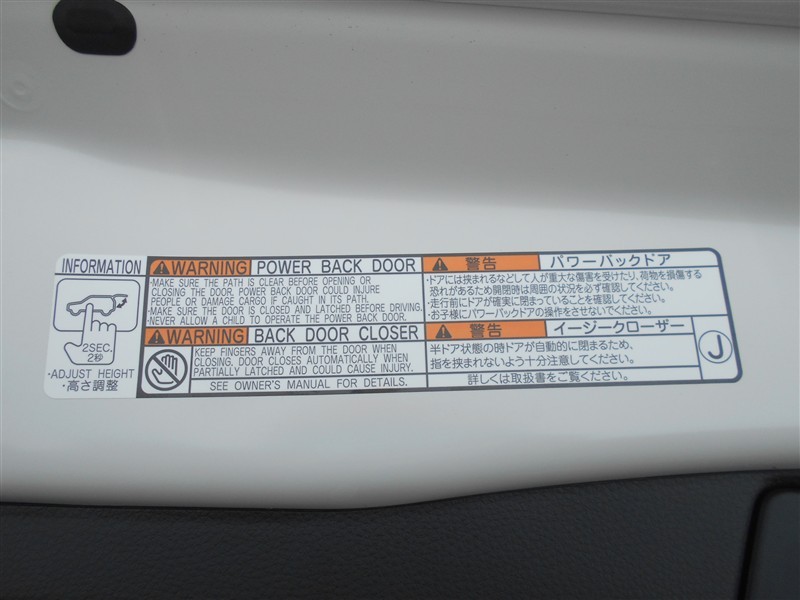 INFORMATION
2SEC.
2秒
·ADJUST HEIGHT
·高さ調整
WARNING POWER BACK DOOR
·MAKE SURE THE PATH IS CLEAR BEFORE OPENING OR
CLOSING THE DOOR. POWER BACK DOOR COULD INJURE
PEOPLE OR DAMAGE CARGO IF CAUGHT IN ITS PATH.
·MAKE SURE THE DOOR IS CLOSED AND LATCHED BEFORE DRIVING.
·NEVER ALLOW A CHILD TO OPERATE THE POWER BACK DOOR.
WARNING BACK DOOR CLOSER
KEEP FINGERS AWAY FROM THE DOOR WHEN
CLOSING. DOOR CLOSES AUTOMATICALLY WHEN
PARTIALLY LATCHED AND COULD CAUSE INJURY.
SEE OWNER'S MANUAL FOR DETAILS.
警告 パワーバックドア
·ドアには挟まれるなどして人が重大な傷害を受けたり、荷物を損傷する
恐れがあるため開閉時は周囲の状況を必ず確認してください。
·走行前にドアが確実に閉まっていることを確認してください。
·お子様にパワーバックドアの操作をさせないでください。
警告 イージークローザー
半ドア状態の時ドアが自動的に閉まるため、
指を挟まれないよう十分注意してください。
詳しくは取扱書をご覧ください。
J